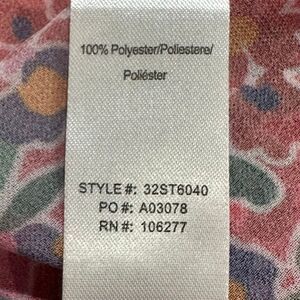 100% Polyester/Poliestere/
Poliéster
STYLE #: 32ST6040
PO #: A03078
RN #: 106277